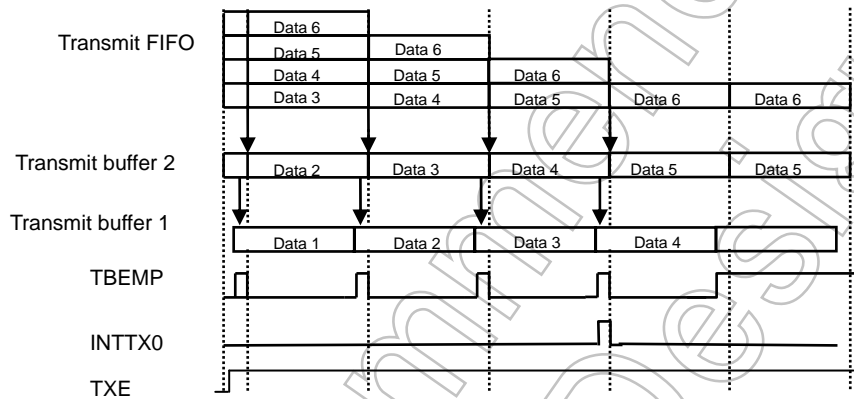 Transmit FIFO
Data 6
Data 5 Data 6
Data 4 Data 5 Data 6
Data 3 Data 4 Data 5 Data 6 Data 6
Transmit buffer 2
Data 2 Data 3 Data 4 Data 5 Data 5
Transmit buffer 1
Data 1 Data 2 Data 3 Data 4
TBEMP
INTTX0
TXE